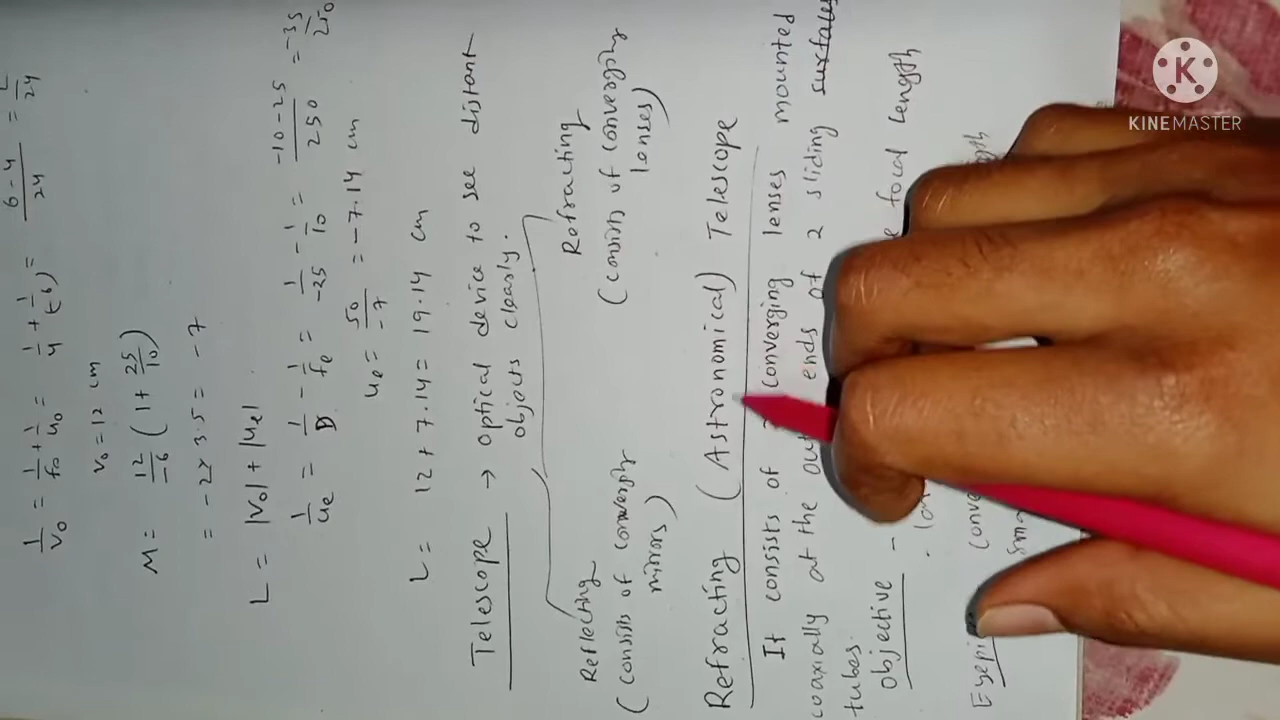 1/v₀ = 1/f₀ + 1/u₀ = 1/4 + 1/(-6) = (6-4)/24 = 2/24
v₀ = 12 cm
M = 12/-6 (1 + 25/10)
= -2 x 3.5 = -7
L = |v₀| + |uₑ|
1/uₑ = 1/D - 1/fₑ = 1/-25 - 1/10 = (-10-25)/250 = -35/250
uₑ = 50/-7 = -7.14 cm
L = 12 + 7.14 = 19.14 cm
Telescope → optical device to see distant
objects clearly.
Reflecting Refracting
(consists of converging (consists of converging
mirrors) lenses)
Refracting (Astronomical) Telescope
It consists of converging lenses mounted
coaxially at the ends of 2 sliding surfaces
tubes.
objective - focal length
KINEMASTER